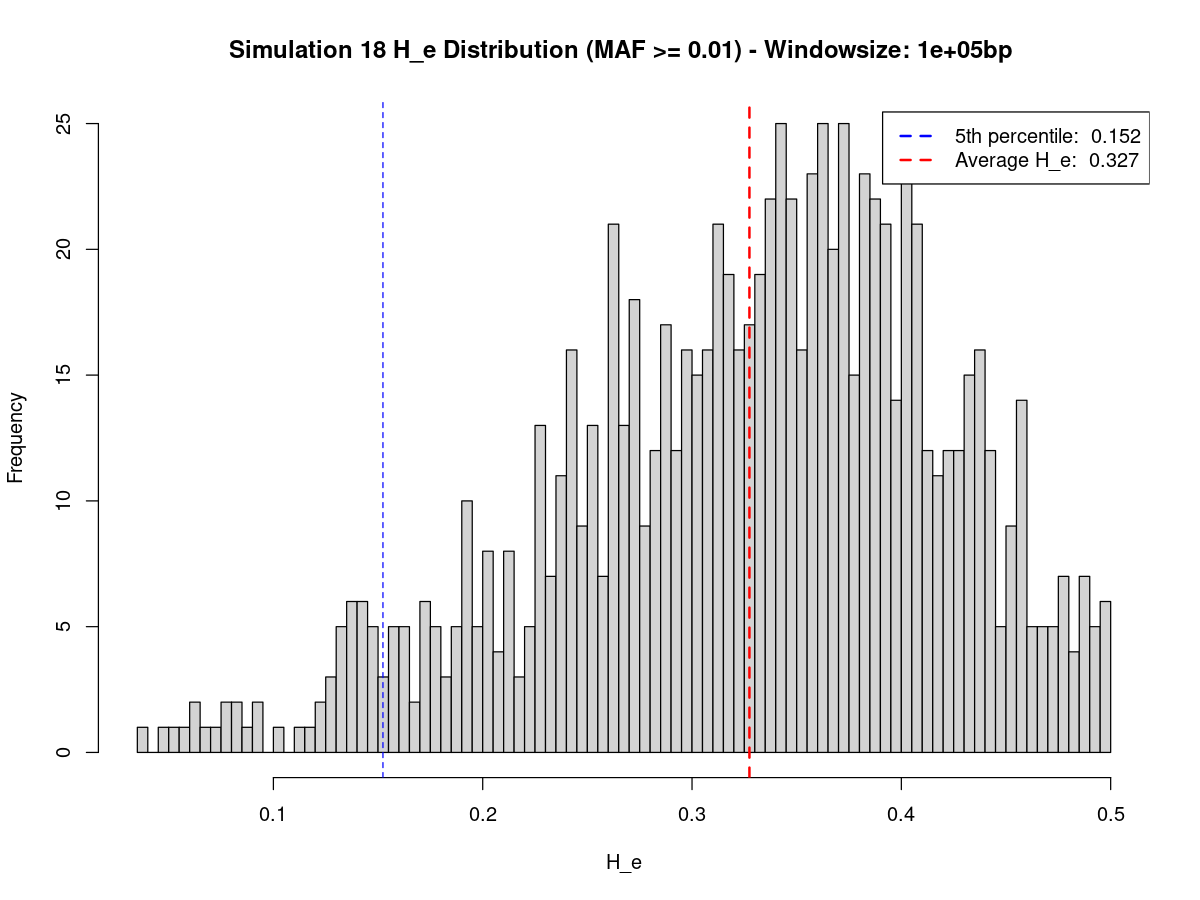 Simulation 18 H_e Distribution (MAF >= 0.01) - Windowsize: 1e+05bp
5th percentile: 0.152
Average H_e: 0.327
Frequency
25
20
15
10
5
0
0.1 0.2 0.3 0.4 0.5
H_e